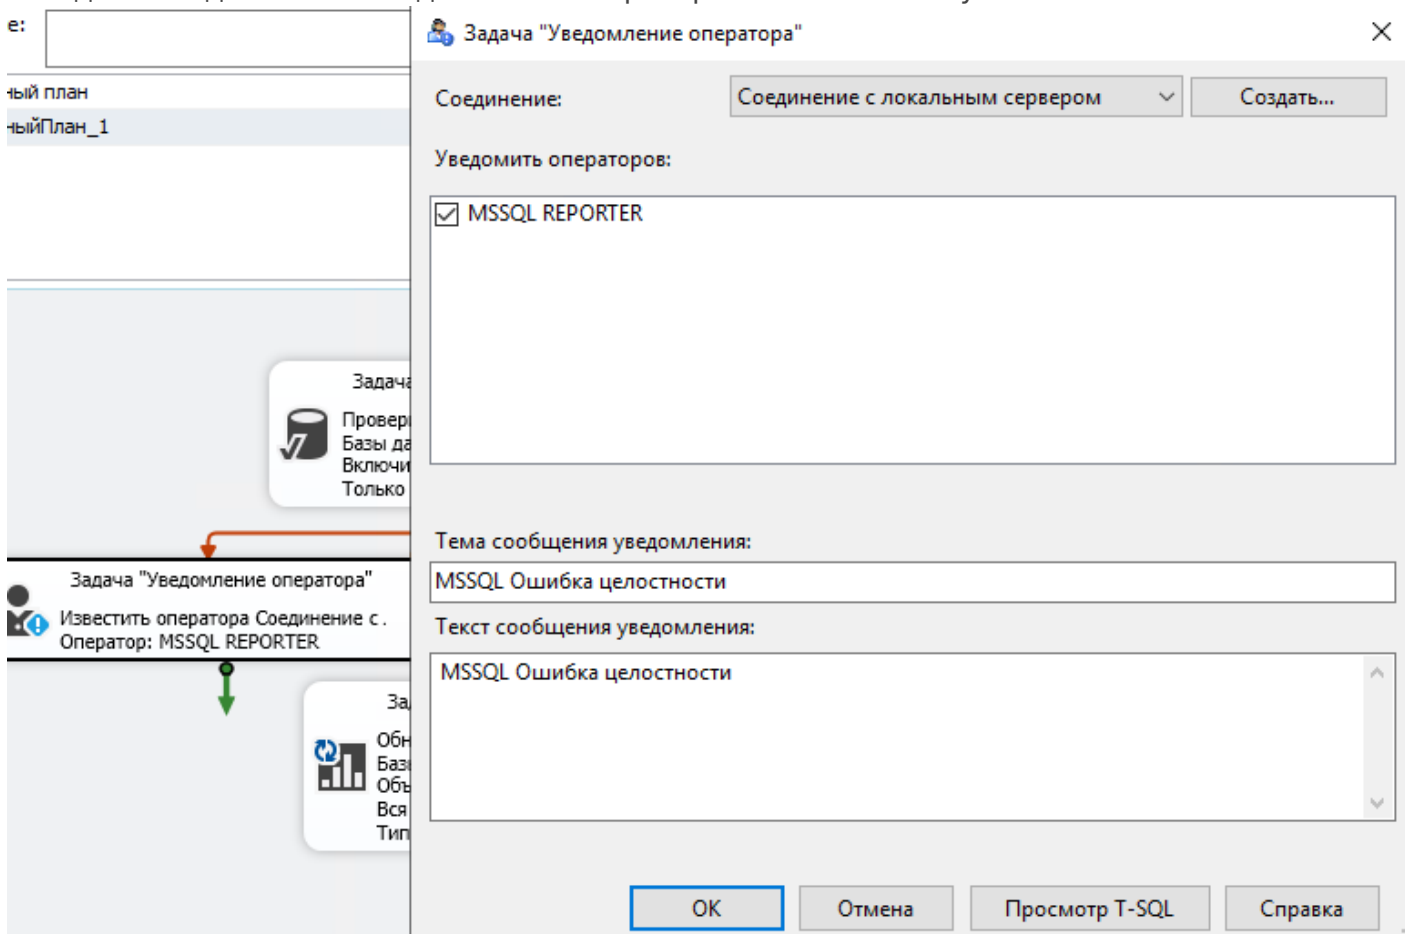 е:
ный план
ныйПлан_1
Задача "Уведомление оператора"
Соединение:
Соединение с локальным сервером
Создать...
Уведомить операторов:
MSSQL REPORTER
Задача
Провер
Базы да
Включи
Только
Задача "Уведомление оператора"
Известить оператора Соединение с .
Оператор: MSSQL REPORTER
Зад
Обн
База
Объ
Вся
Тип
Тема сообщения уведомления:
MSSQL Ошибка целостности
Текст сообщения уведомления:
MSSQL Ошибка целостности
OK
Отмена
Просмотр T-SQL
Справка